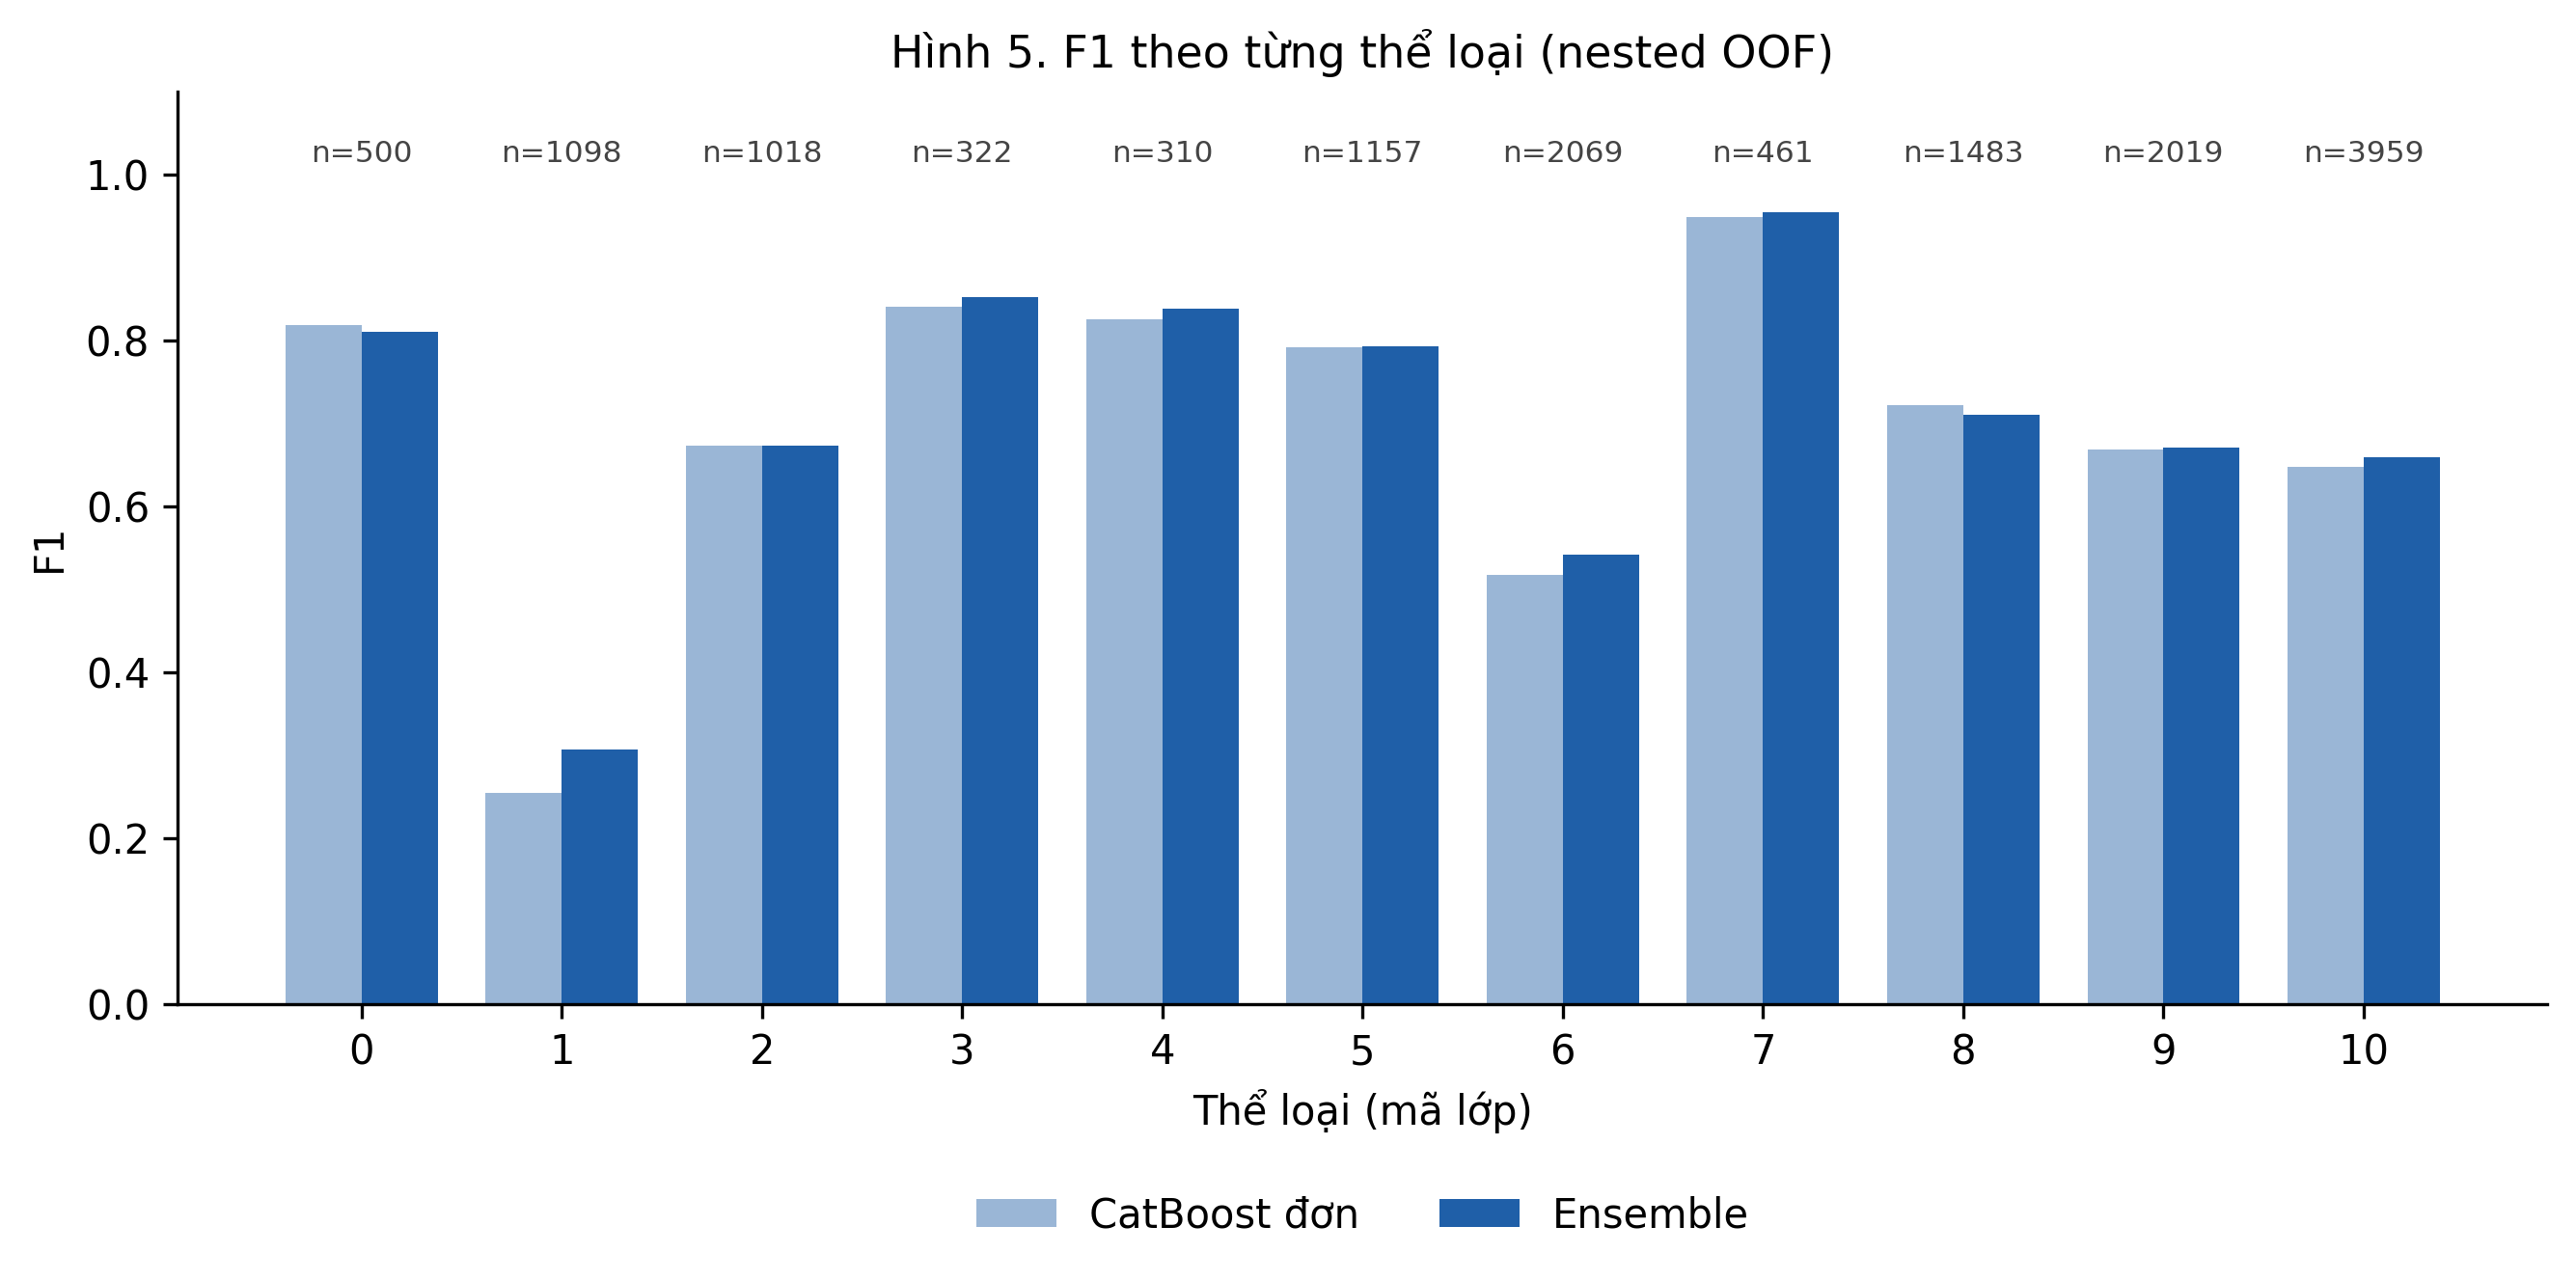 Hình 5. F1 theo từng thể loại (nested OOF)
n=500 n=1098 n=1018 n=322 n=310 n=1157 n=2069 n=461 n=1483 n=2019 n=3959
1.0
0.8
0.6
0.4
0.2
0.0
F1
0 1 2 3 4 5 6 7 8 9 10
Thể loại (mã lớp)
CatBoost đơn Ensemble